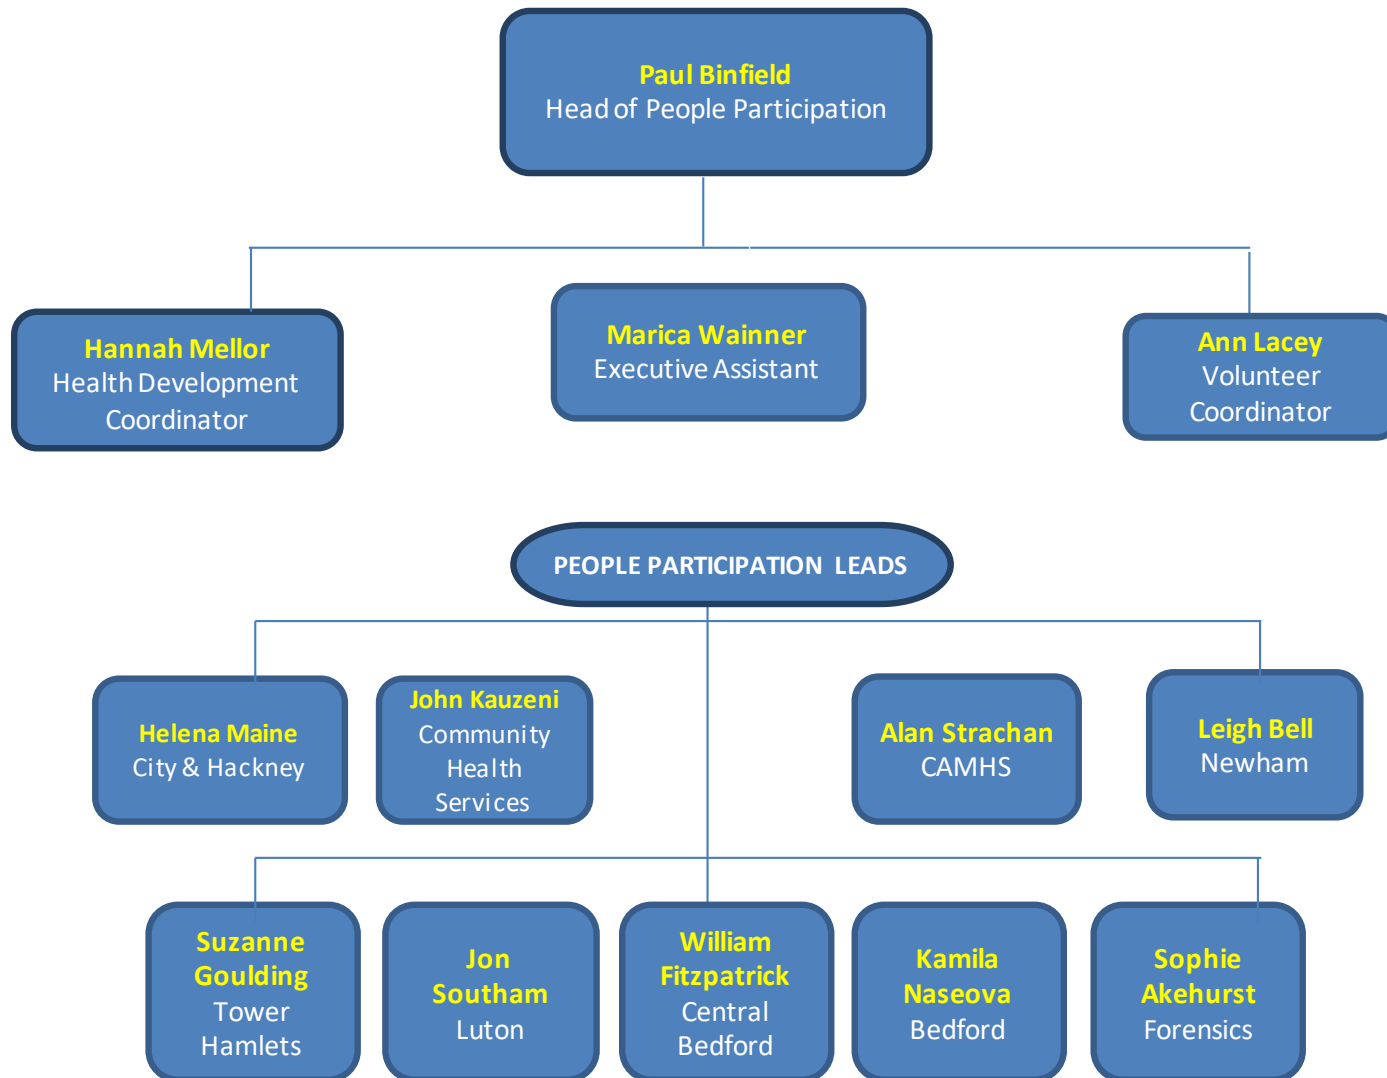 Paul Binfield
Head of People Participation
Hannah Mellor
Health Development
Coordinator
Marica Wainner
Executive Assistant
Ann Lacey
Volunteer
Coordinator
PEOPLE PARTICIPATION LEADS
Helena Maine
City & Hackney
John Kauzeni
Community
Health
Services
Alan Strachan
CAMHS
Leigh Bell
Newham
Suzanne
Goulding
Tower
Hamlets
Jon
Southam
Luton
William
Fitzpatrick
Central
Bedford
Kamila
Naseova
Bedford
Sophie
Akehurst
Forensics